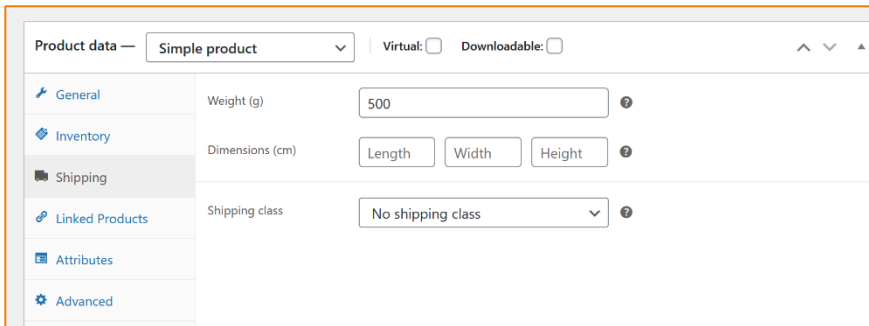 Product data — Simple product Virtual: Downloadable:
General
Inventory
Shipping
Linked Products
Attributes
Advanced
Weight (g) 500
Dimensions (cm) Length Width Height
Shipping class No shipping class